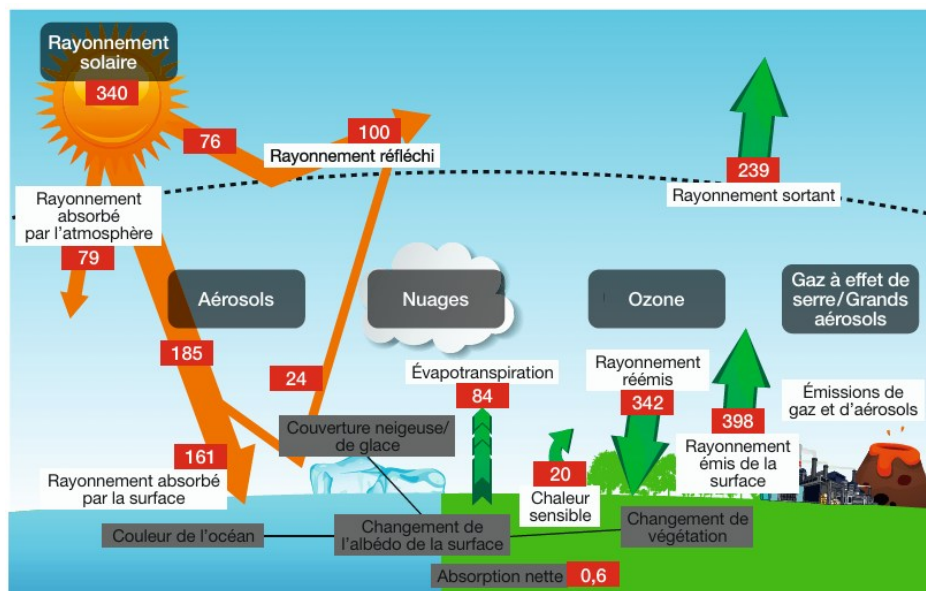 Rayonnement
solaire
340
76
100
Rayonnement réfléchi
239
Rayonnement sortant
Rayonnement
absorbé
par l’atmosphère
79
Aérosols
Nuages
Ozone
Gaz à effet de
serre/Grands
aérosols
185
24
Évapotranspiration
84
Rayonnement
réémis
342
398
Rayonnement
émis de la
surface
Émissions de
gaz et d’aérosols
Couverture neigeuse/
de glace
161
Rayonnement absorbé
par la surface
20
Chaleur
sensible
Couleur de l’océan
Changement de
l’albédo de la surface
Changement de
végétation
Absorption nette 0,6